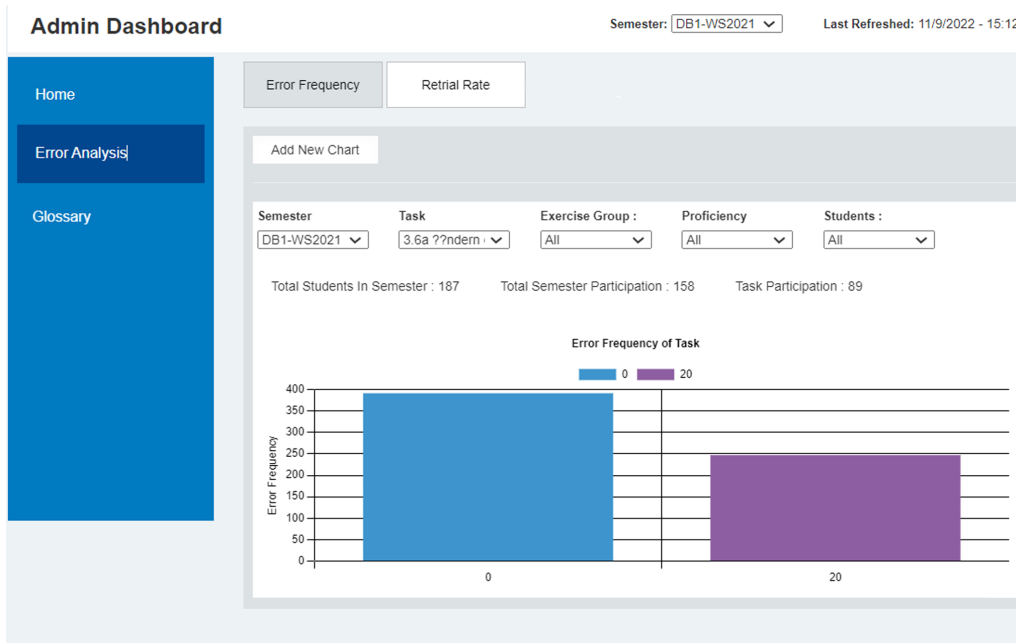 Admin Dashboard
Semester: DB1-WS2021 Last Refreshed: 11/9/2022 - 15:12
Home
Error Analysis
Glossary
Error Frequency Retrial Rate
Add New Chart
Semester Task Exercise Group : Proficiency Students :
DB1-WS2021 3.6a ??ndern All All All
Total Students In Semester : 187 Total Semester Participation : 158 Task Participation : 89
Error Frequency of Task
0 20
Error Frequency
400
350
300
250
200
150
100
50
0
0 20